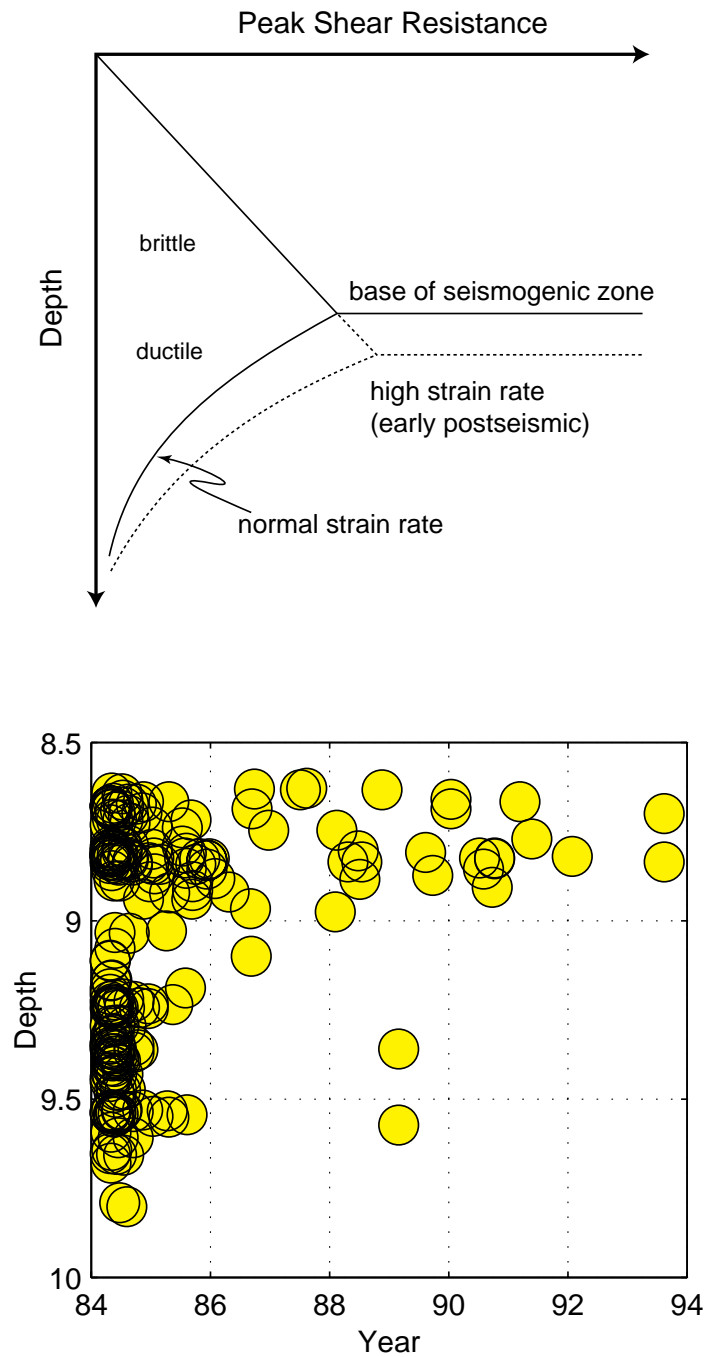 Peak Shear Resistance
Depth
brittle
base of seismogenic zone
ductile
high strain rate
(early postseismic)
normal strain rate
8.5
9
9.5
10
Depth
84
86
88
90
92
94
Year